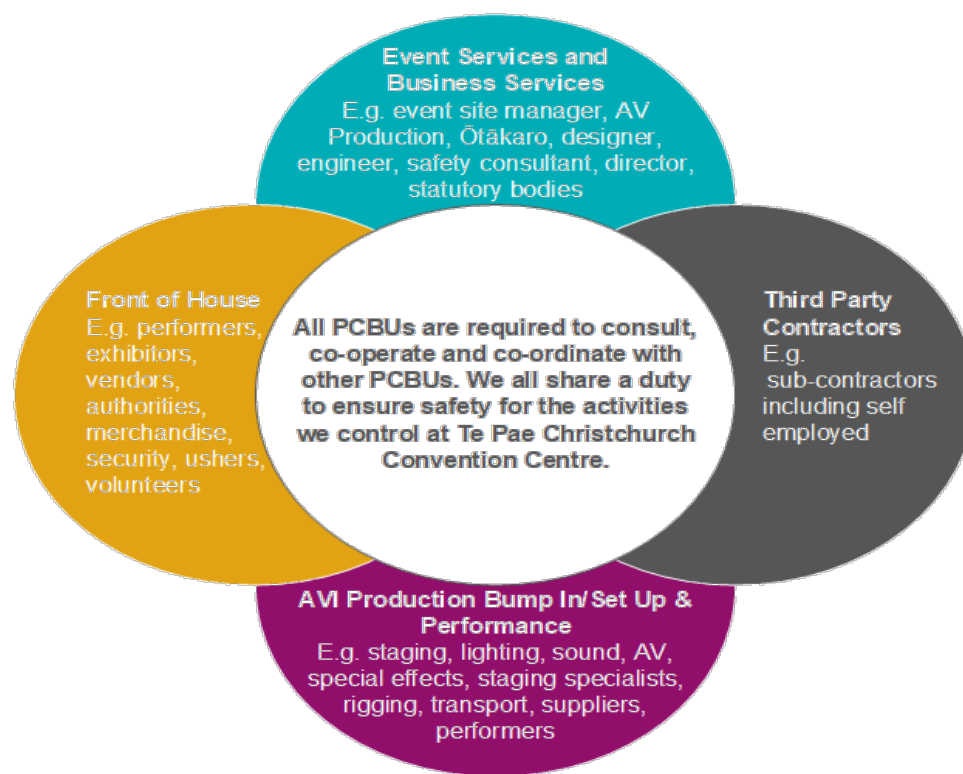 Event Services and
Business Services
E.g. event site manager, AV
Production, Ōtākaro, designer,
engineer, safety consultant, director,
statutory bodies
Front of House
E.g. performers,
exhibitors,
vendors,
authorities,
merchandise,
security, ushers,
volunteers
All PCBUs are required to consult,
co-operate and co-ordinate with
other PCBUs. We all share a duty
to ensure safety for the activities
we control at Te Pae Christchurch
Convention Centre.
Third Party
Contractors
E.g.
sub-contractors
including self
employed
AVI Production Bump In/Set Up &
Performance
E.g. staging, lighting, sound, AV,
special effects, staging specialists,
rigging, transport, suppliers,
performers